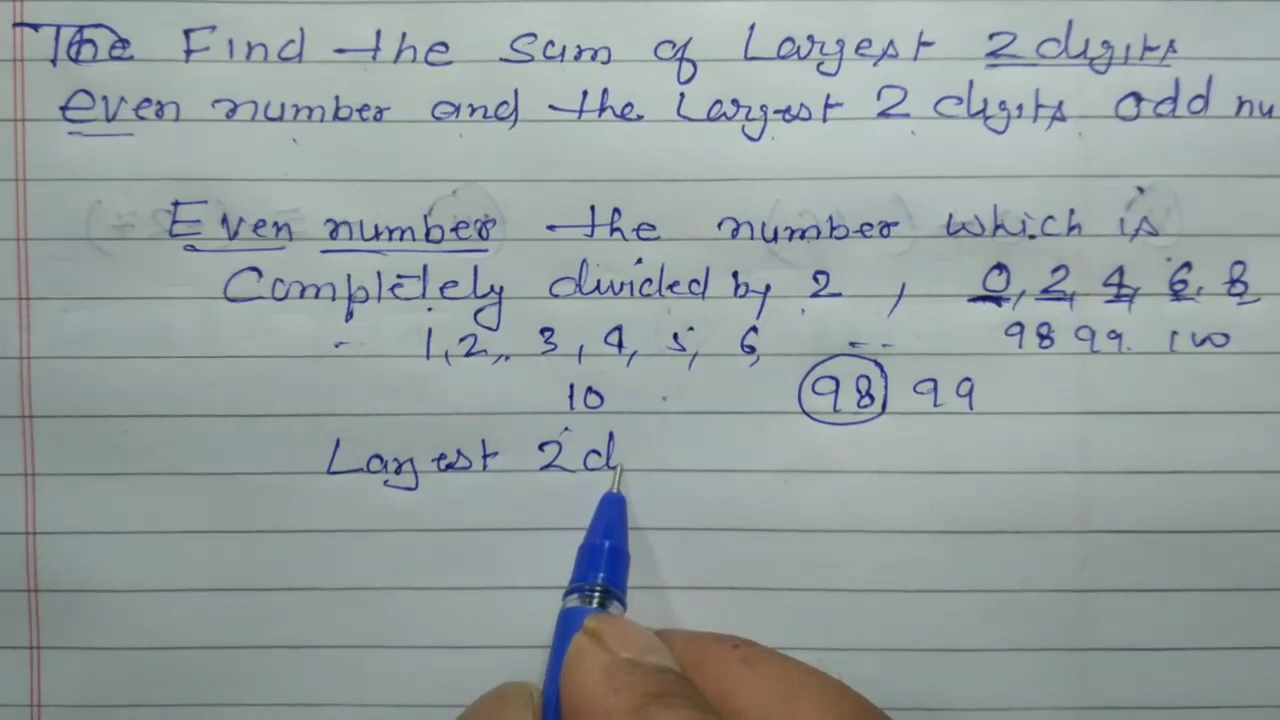 The Find the sum of Largest 2 digits
even number and the Largest 2 digits odd nu
Even number the number which is
Completely divided by 2 , 0, 2, 4, 6, 8
1, 2, 3, 4, 5, 6, -- 98 99. 100
10 98 99
Largest 2 d